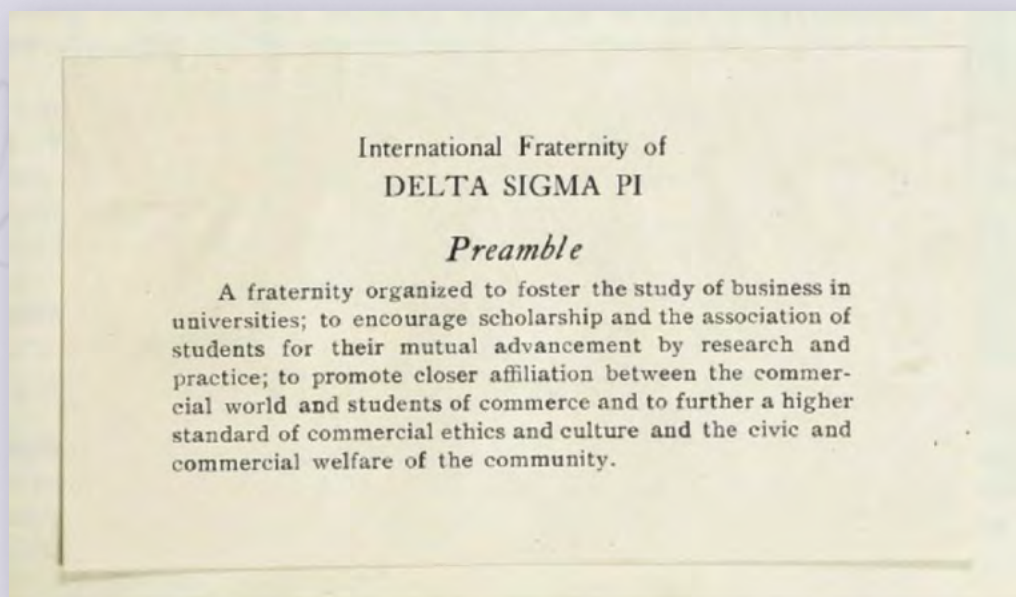 International Fraternity of
DELTA SIGMA PI
Preamble
A fraternity organized to foster the study of business in
universities; to encourage scholarship and the association of
students for their mutual advancement by research and
practice; to promote closer affiliation between the commer-
cial world and students of commerce and to further a higher
standard of commercial ethics and culture and the civic and
commercial welfare of the community.